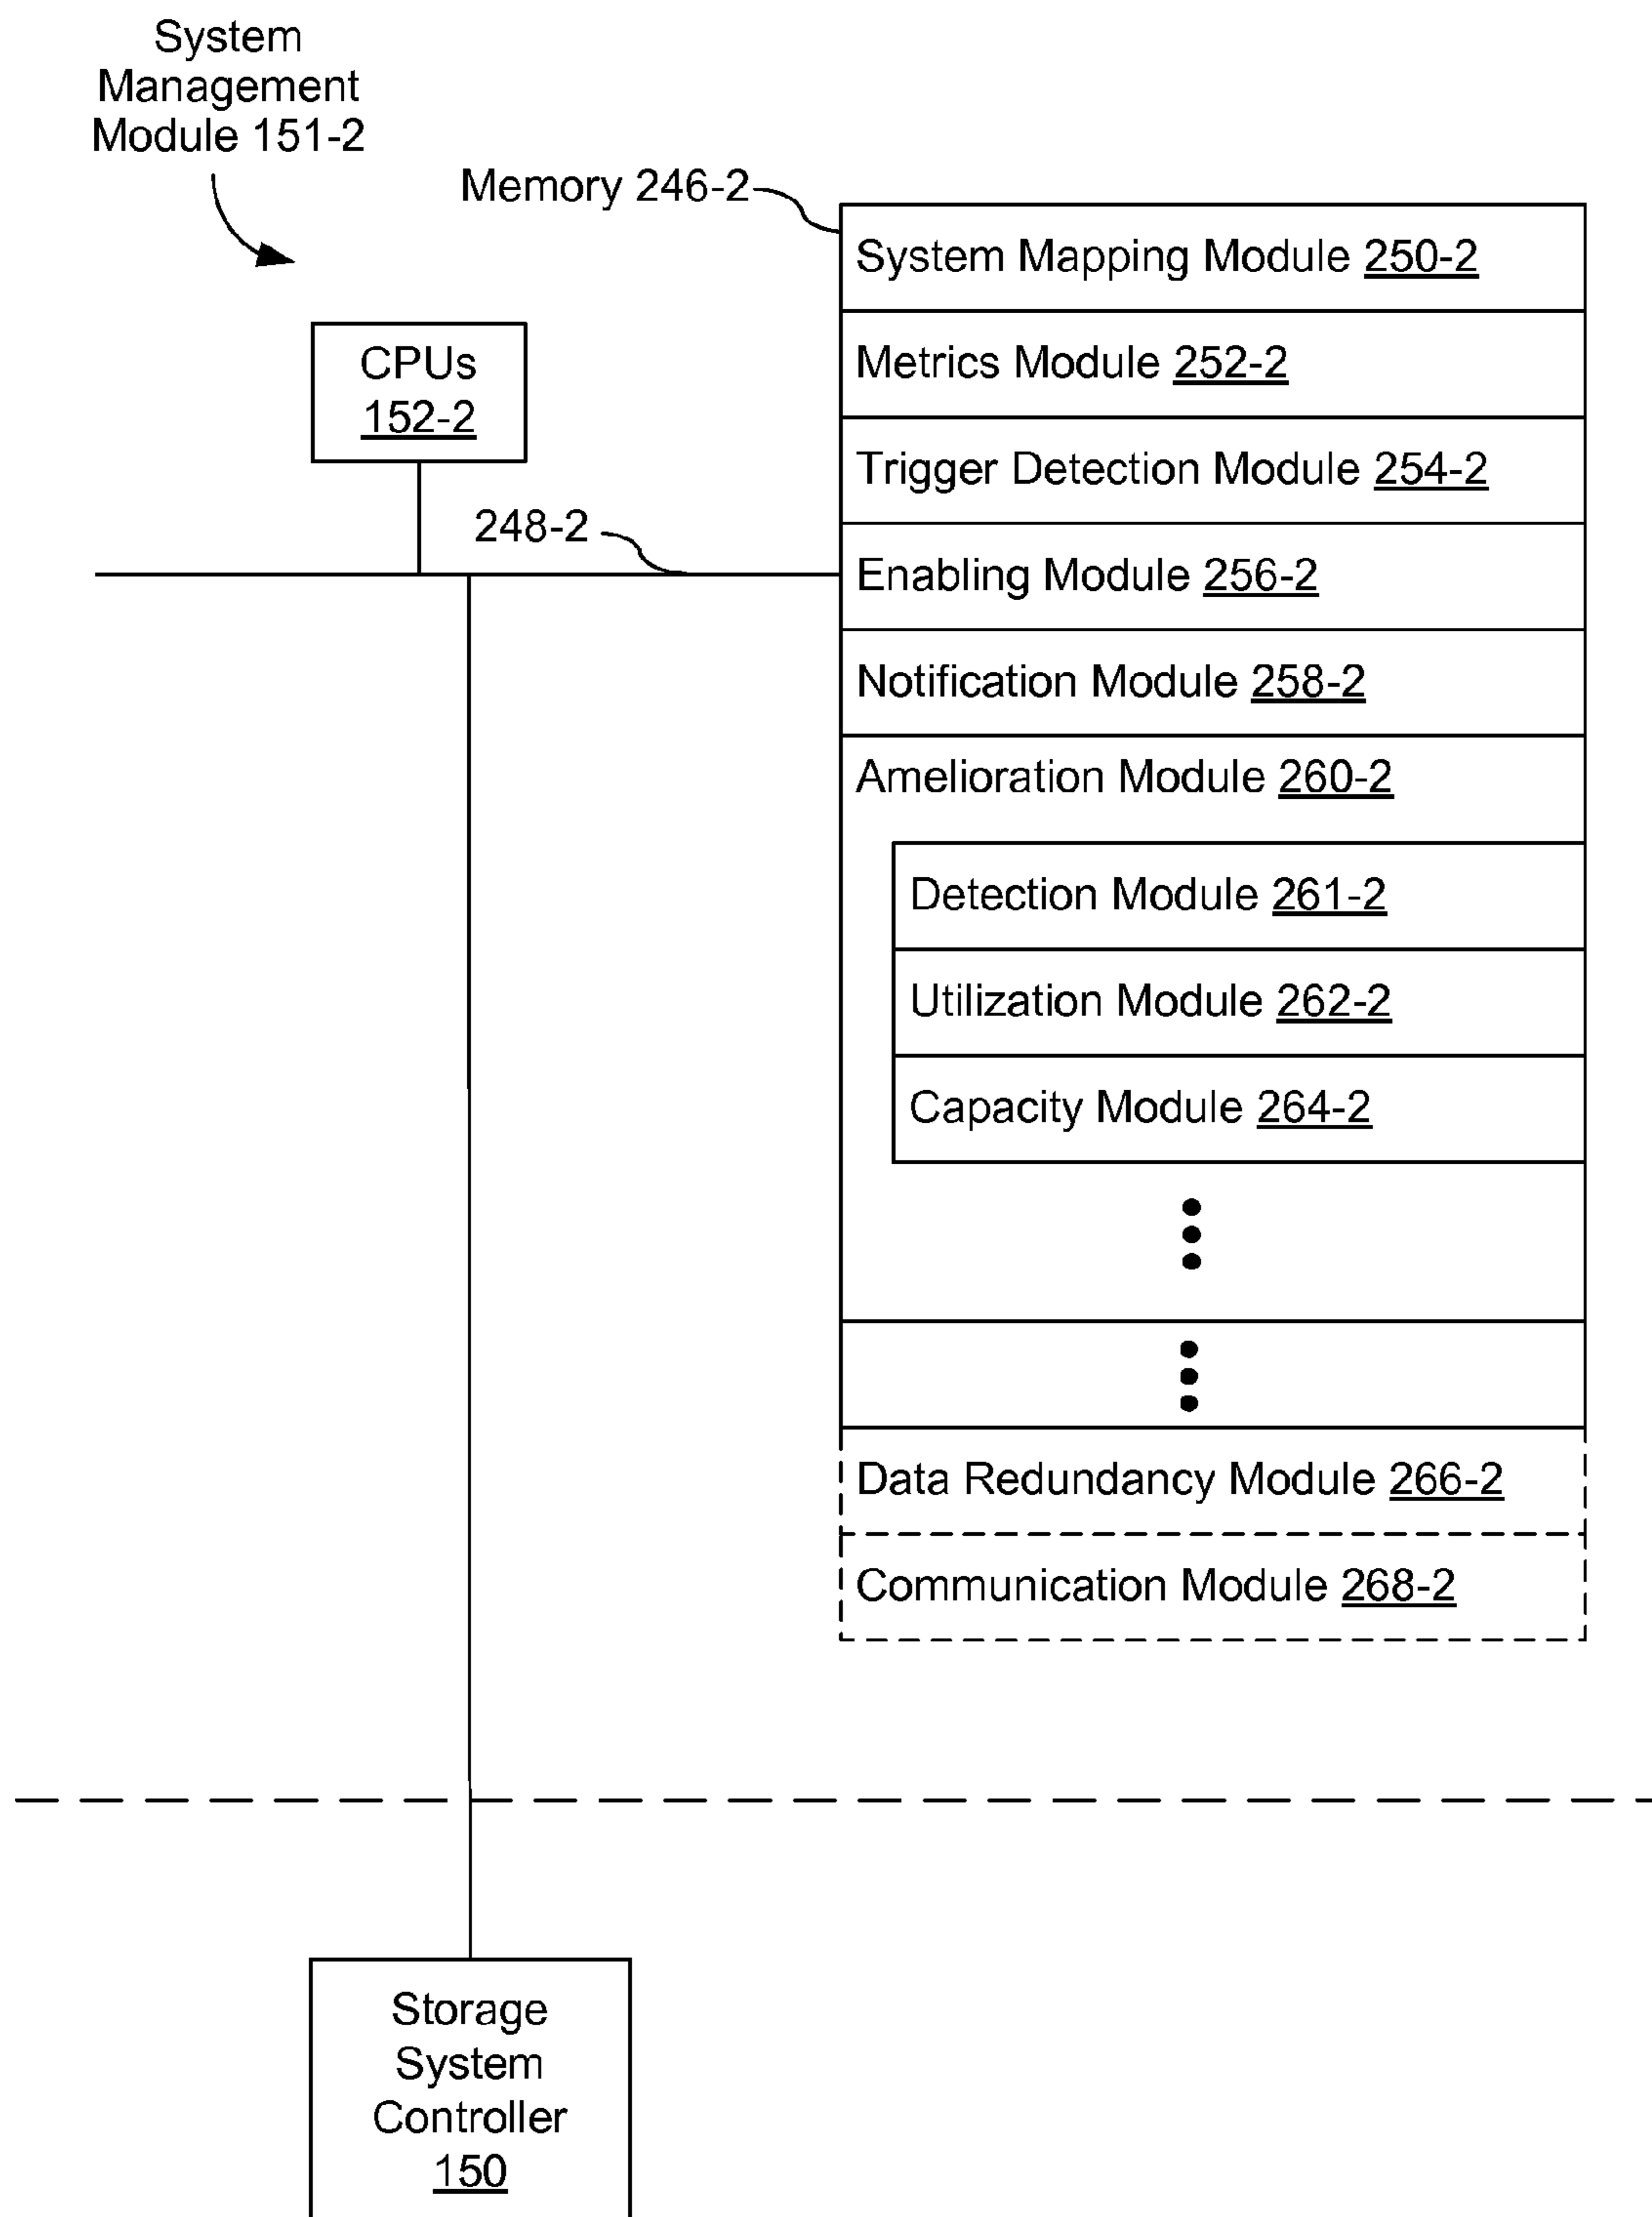 System
Management
Module 151-2
Memory 246-2
System Mapping Module 250-2
CPUs
152-2
Metrics Module 252-2
Trigger Detection Module 254-2
248-2
Enabling Module 256-2
Notification Module 258-2
Amelioration Module 260-2
Detection Module 261-2
Utilization Module 262-2
Capacity Module 264-2
Data Redundancy Module 266-2
Communication Module 268-2
Storage
System
Controller
150